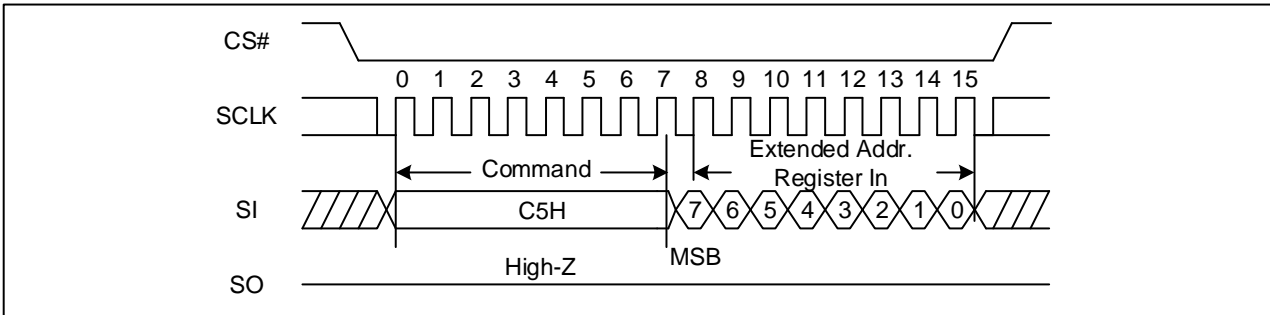 CS#
0 1 2 3 4 5 6 7 8 9 10 11 12 13 14 15
SCLK
Command
Extended Addr.
Register In
SI
C5H
7 6 5 4 3 2 1 0
MSB
High-Z
SO